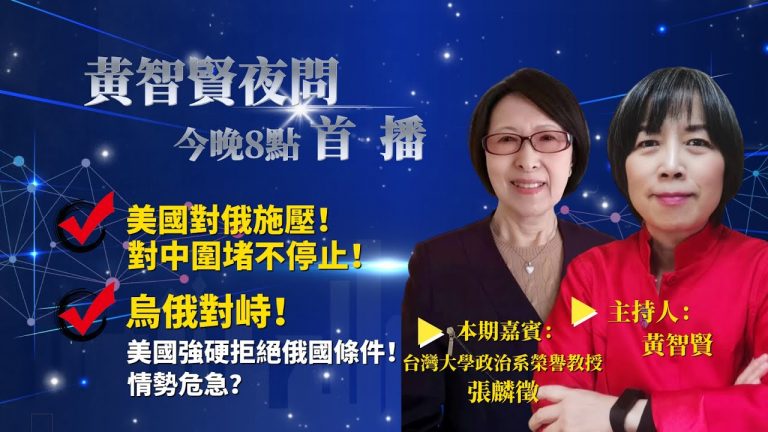 黃智賢夜問
今晚8點 首播
美國對俄施壓！
對中圍堵不停止！
烏俄對峙！
美國強硬拒絕俄國條件！
情勢危急？
主持人：
黃智賢
本期嘉賓：
台灣大學政治系榮譽教授
張麟徵